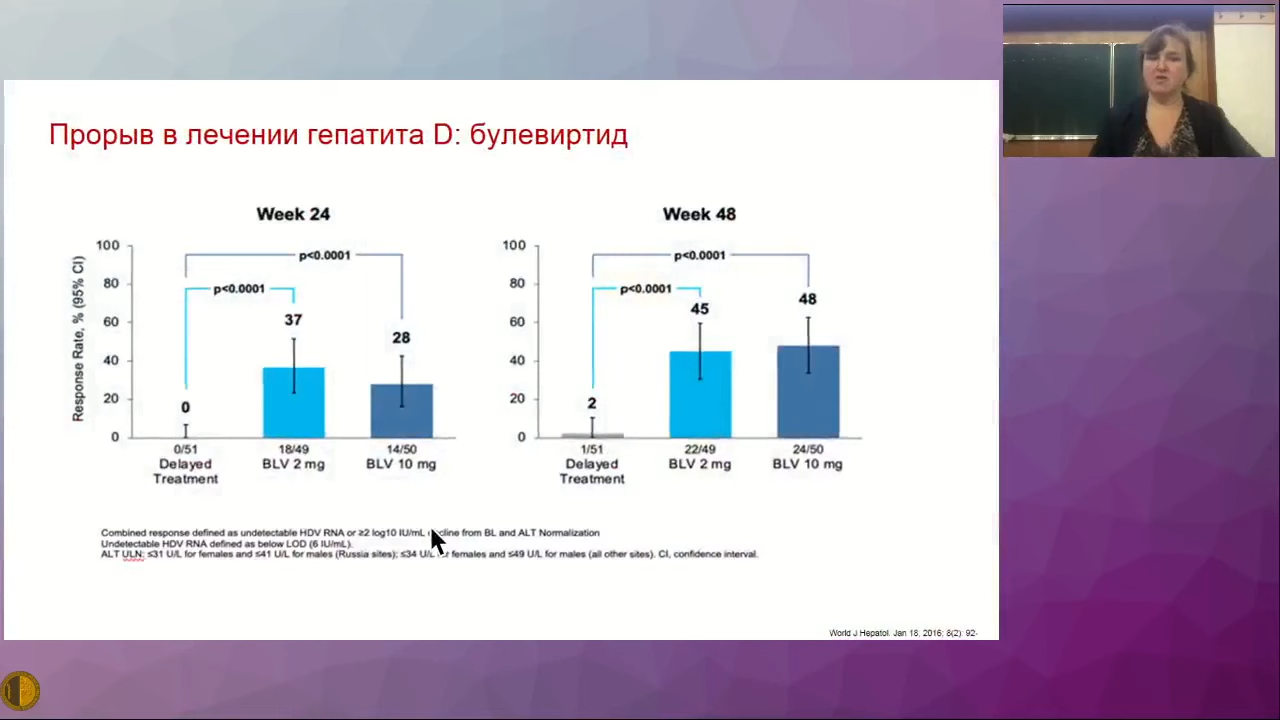 Прорыв в лечении гепатита D: булевиртид
Week 24
Response Rate, % (95% CI)
100
80
60
40
20
0
p<0.0001
p<0.0001
0
37
28
0/51
18/49
14/50
Delayed Treatment
BLV 2 mg
BLV 10 mg
Week 48
100
80
60
40
20
0
p<0.0001
p<0.0001
2
45
48
1/51
22/49
24/50
Delayed Treatment
BLV 2 mg
BLV 10 mg
Combined response defined as undetectable HDV RNA or ≥2 log10 IU/mL from BL and ALT Normalization
Undetectable HDV RNA defined as below LOD (6 IU/mL).
ALT ULN: ≤31 U/L for females and ≤41 U/L for males (Russia sites); ≤34 females and ≤49 U/L for males (all other sites). CI, confidence interval.
World J Hepatol. Jan 18, 2016; 8(2): 92-